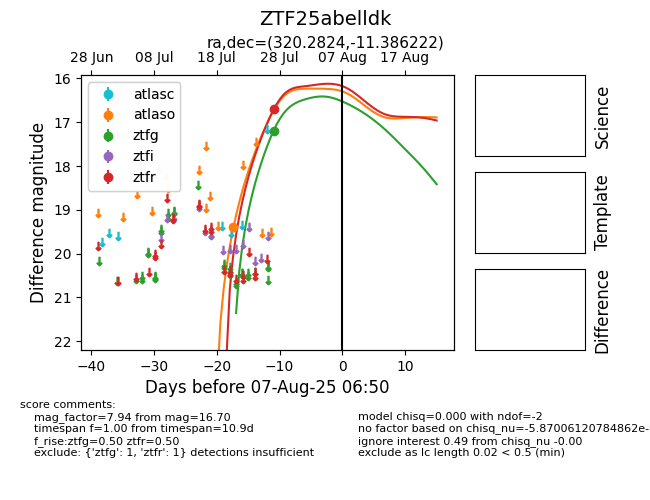 ZTF25abelldk
ra,dec=(320.2824,-11.386222)
28 Jun 08 Jul 18 Jul 28 Jul 07 Aug 17 Aug
16
17
18
19
20
21
22
Difference magnitude
atlasc
atlaso
ztfg
ztfi
ztfr
−40 −30 −20 −10 0 10
Days before 07-Aug-25 06:50
Science
Template
Difference
score comments:
mag_factor=7.94 from mag=16.70
timespan f=1.00 from timespan=10.9d
f_rise:ztfg=0.50 ztfr=0.50
exclude: {'ztfg': 1, 'ztfr': 1} detections insufficient
model chisq=0.000 with ndof=-2
no factor based on chisq_nu=-5.87006120784862e-
ignore interest 0.49 from chisq_nu -0.00
exclude as lc length 0.02 < 0.5 (min)